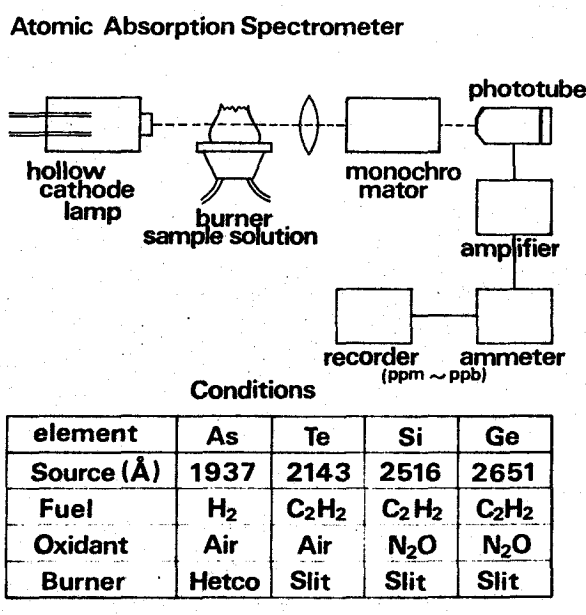 Atomic Absorption Spectrometer
phototube
hollow
cathode
lamp
burner
sample solution
monochro
mator
amplifier
recorder
ammeter
(ppm ~ ppb)
Conditions
element As Te Si Ge
Source (Å) 1937 2143 2516 2651
Fuel H₂ C₂H₂ C₂H₂ C₂H₂
Oxidant Air Air N₂O N₂O
Burner Hetco Slit Slit Slit